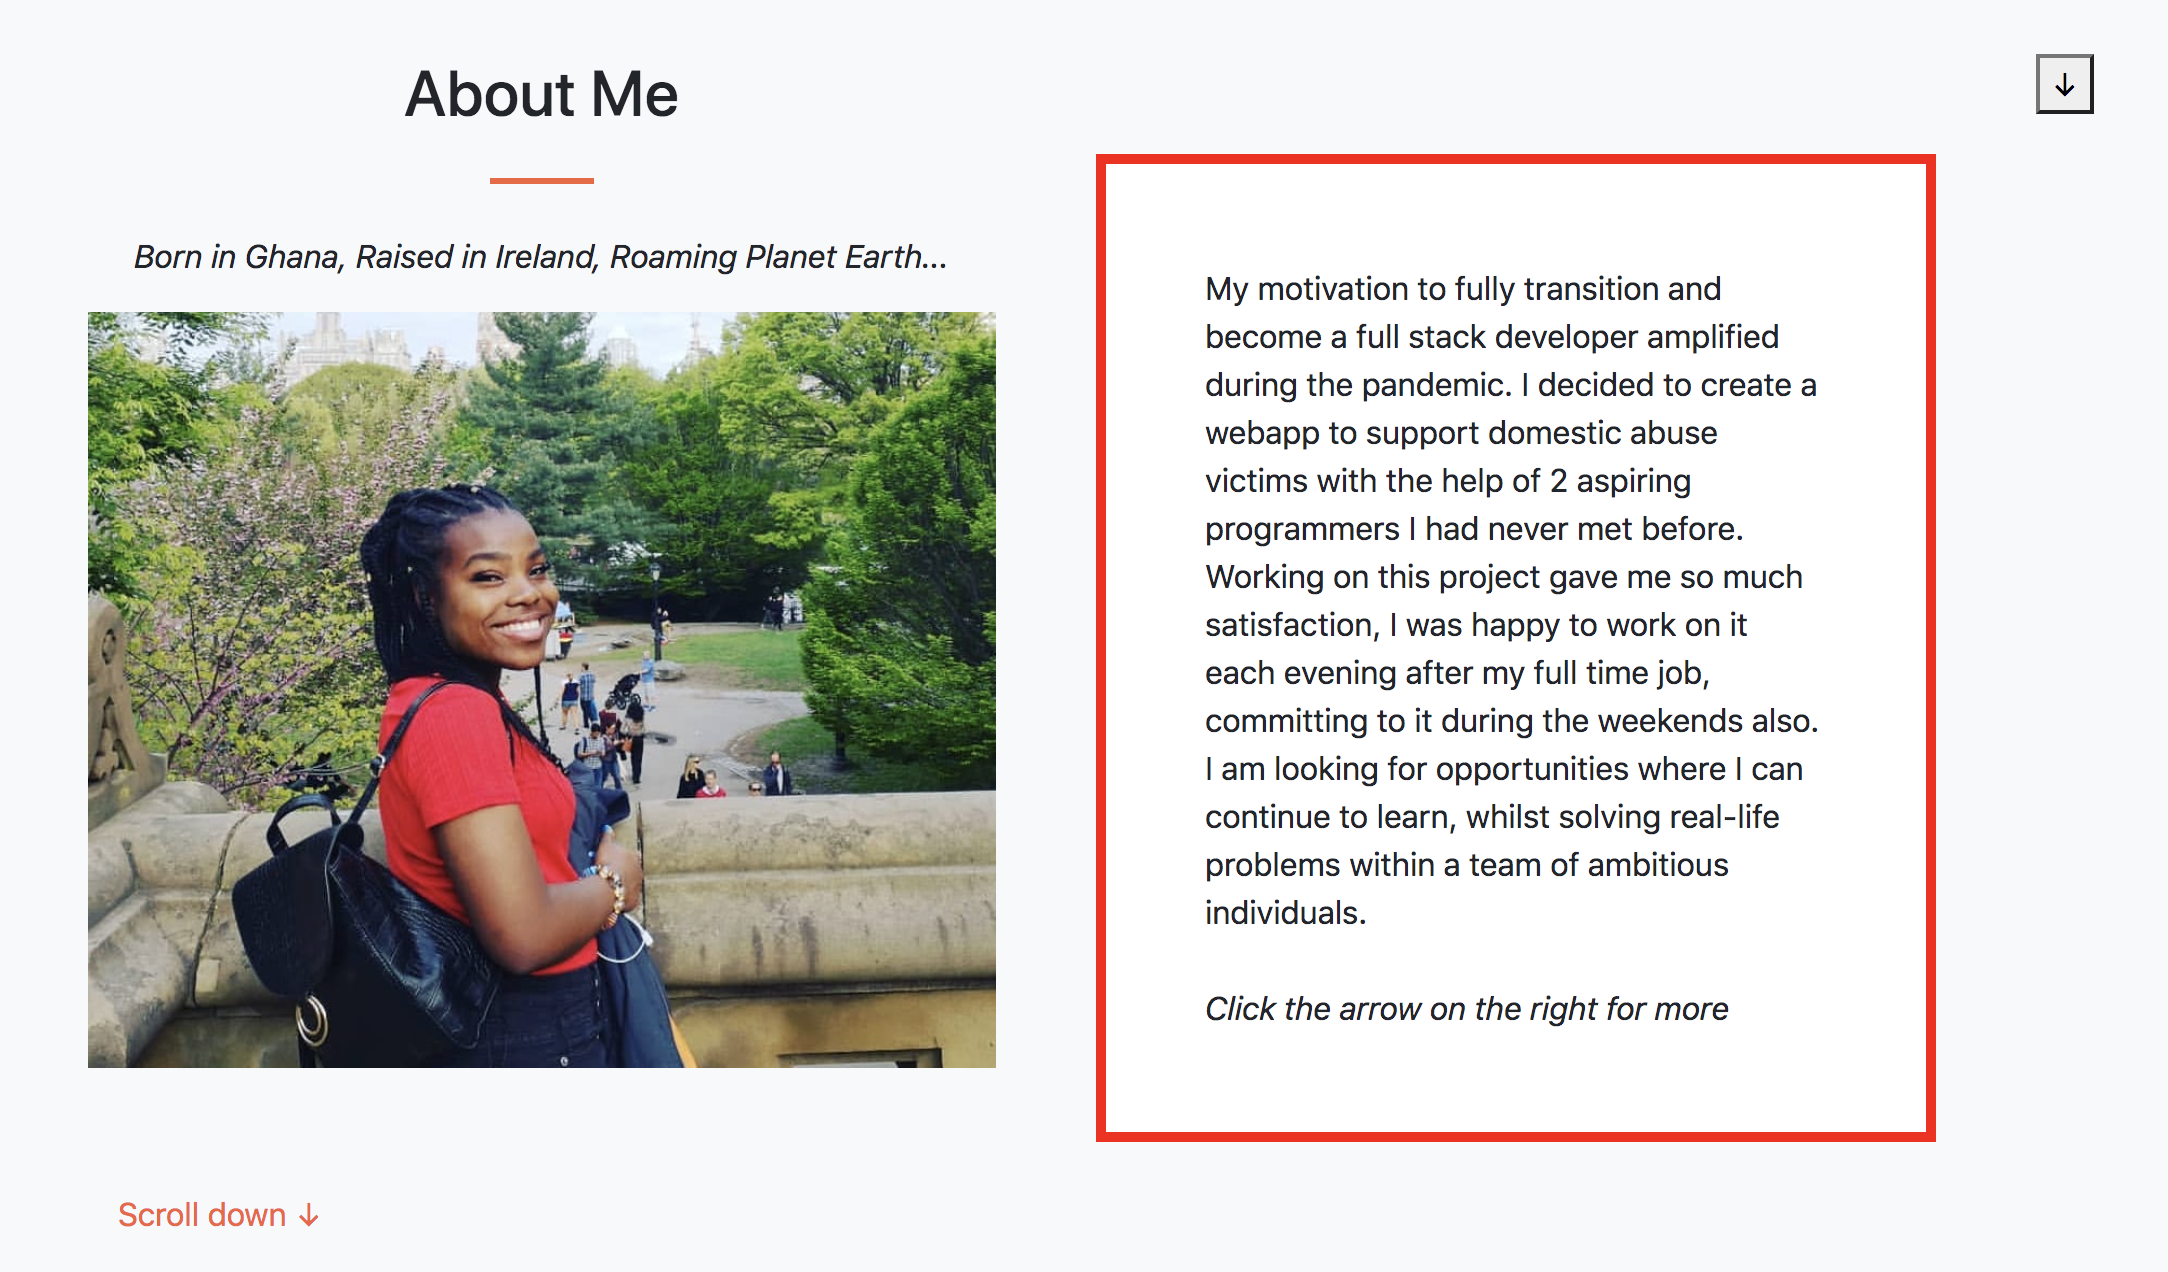 About Me
Born in Ghana, Raised in Ireland, Roaming Planet Earth...
My motivation to fully transition and
become a full stack developer amplified
during the pandemic. I decided to create a
webapp to support domestic abuse
victims with the help of 2 aspiring
programmers I had never met before.
Working on this project gave me so much
satisfaction, I was happy to work on it
each evening after my full time job,
committing to it during the weekends also.
I am looking for opportunities where I can
continue to learn, whilst solving real-life
problems within a team of ambitious
individuals.
Click the arrow on the right for more
Scroll down ↓